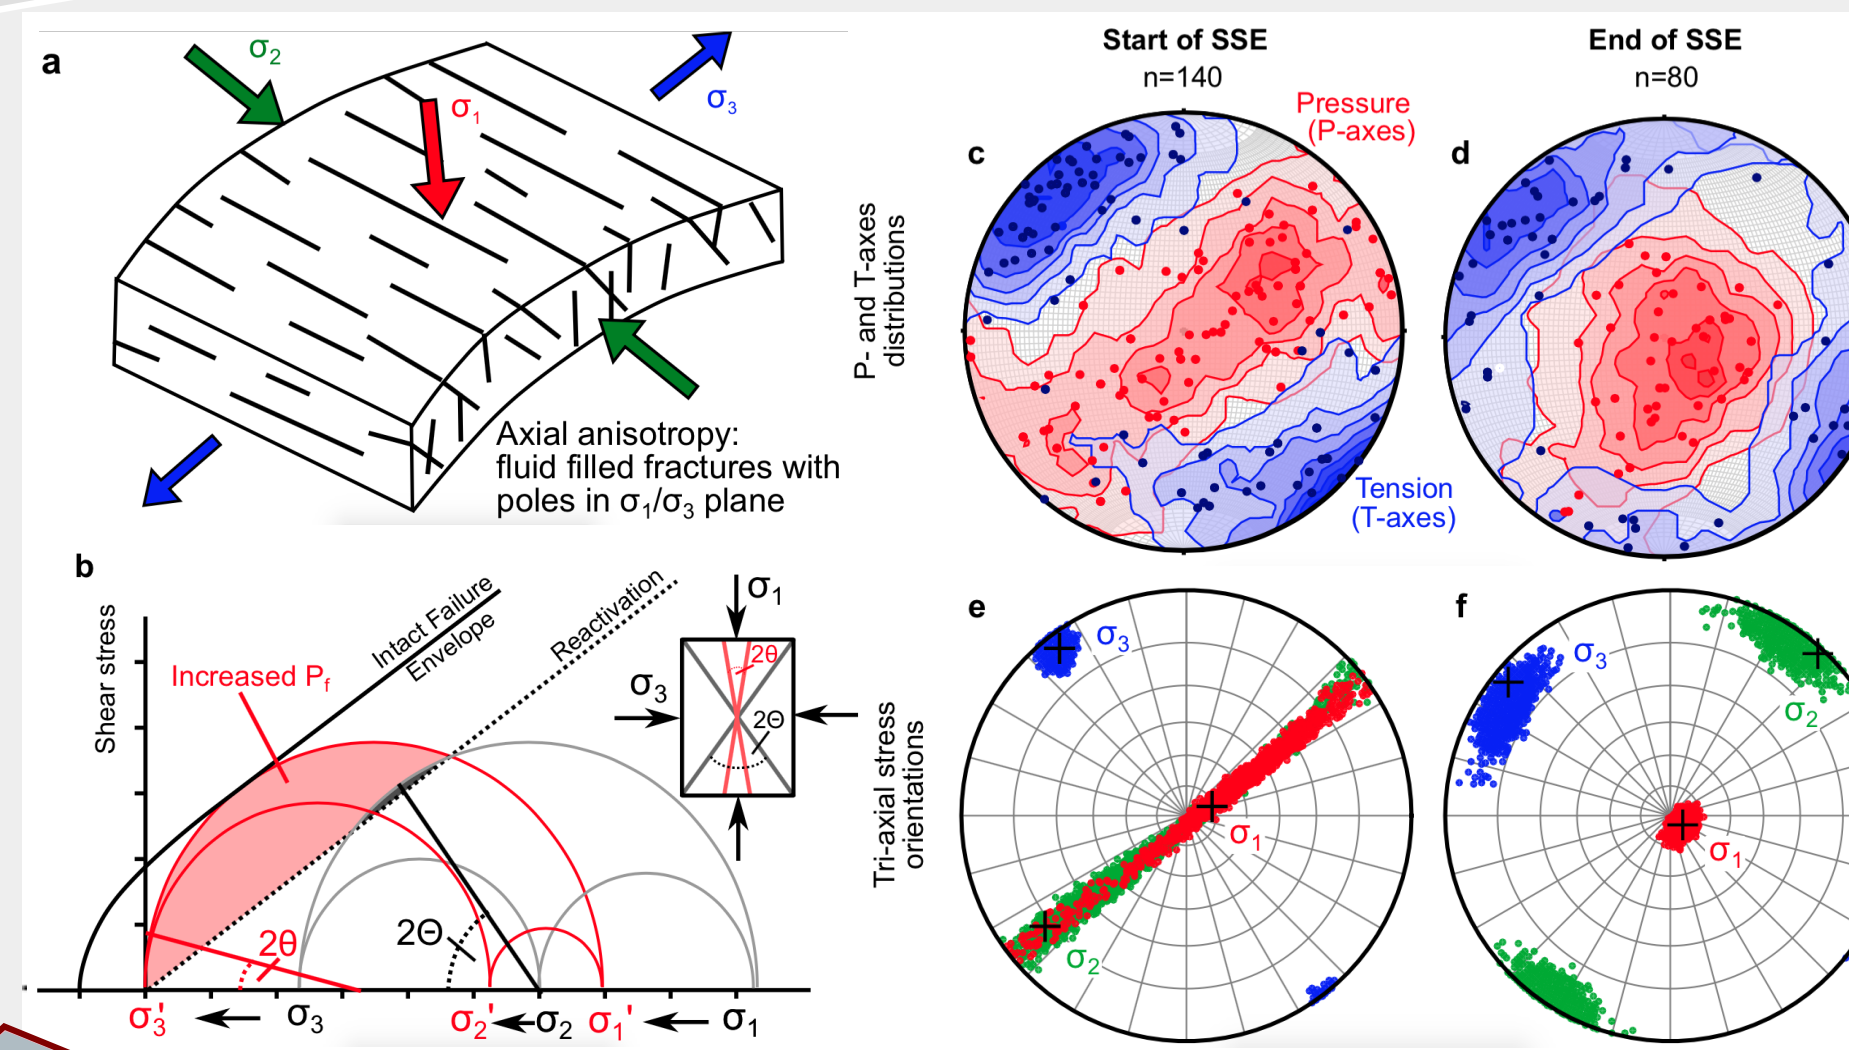 a
σ2
σ1
σ3
Axial anisotropy:
fluid filled fractures with
poles in σ1/σ3 plane
b
Shear stress
Increased Pf
Intact Failure
Envelope
Reactivation
σ1
σ3
2θ
2Θ
2θ
2Θ
σ3'
σ3
σ2'
σ2
σ1'
σ1
Start of SSE
n=140
End of SSE
n=80
P- and T-axes
distributions
c
Pressure
(P-axes)
d
Tension
(T-axes)
Tri-axial stress
orientations
e
σ3
σ1
σ2
f
σ3
σ2
σ1